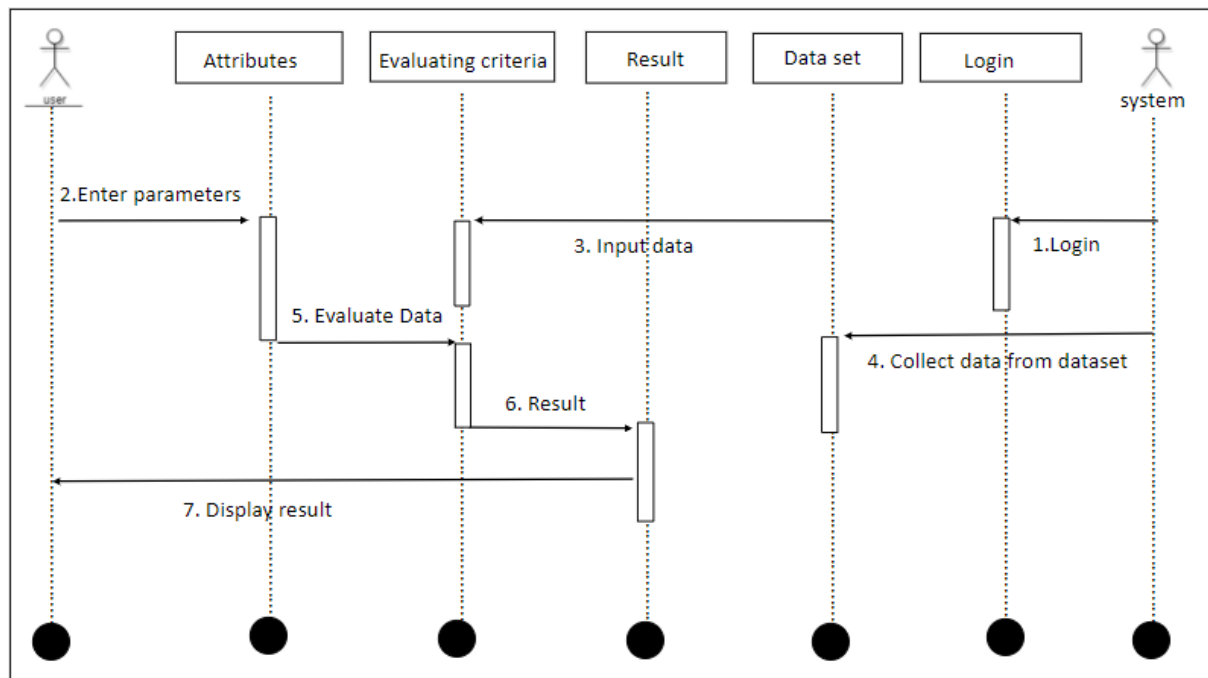 user
Attributes
Evaluating criteria
Result
Data set
Login
system
2.Enter parameters
3. Input data
1.Login
5. Evaluate Data
4. Collect data from dataset
6. Result
7. Display result